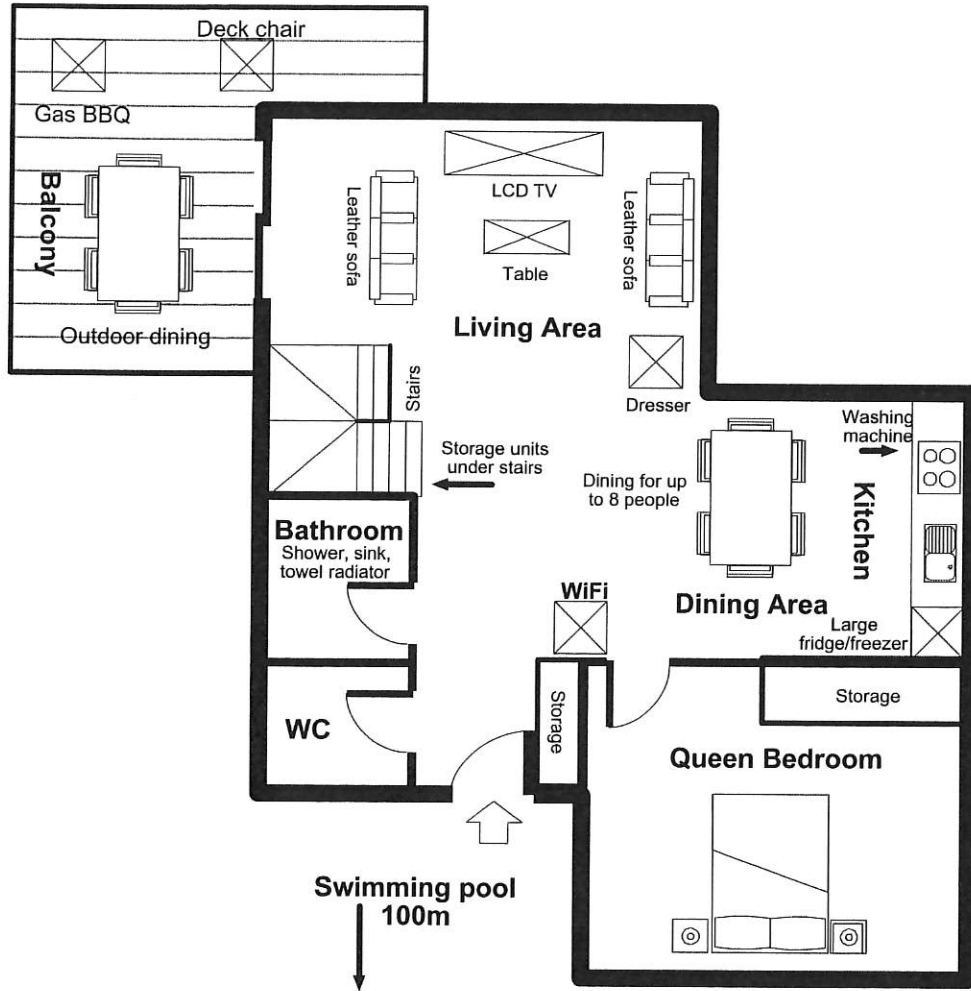 Deck chair
Gas BBQ
Balcony
Outdoor dining
LCD TV
Leather sofa
Leather sofa
Table
Living Area
Dresser
Stairs
Storage units
under stairs
Washing
machine
Dining for up
to 8 people
Kitchen
Bathroom
Shower, sink,
towel radiator
WiFi
Dining Area
Large
fridge/freezer
WC
Storage
Storage
Queen Bedroom
Swimming pool
100m